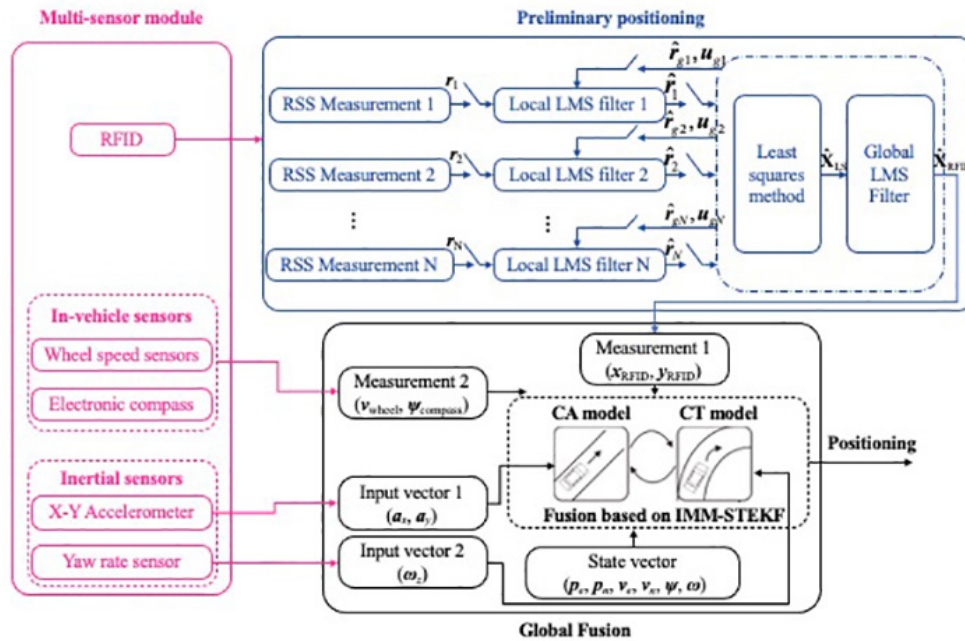 Multi-sensor module
RFID
In-vehicle sensors
Wheel speed sensors
Electronic compass
Inertial sensors
X-Y Accelerometer
Yaw rate sensor
Preliminary positioning
r̂g1, ug1
RSS Measurement 1
r1
Local LMS filter 1
r̂1
r̂g2, ug2
RSS Measurement 2
r2
Local LMS filter 2
r̂2
⋮
⋮
r̂gN, ugN
RSS Measurement N
rN
Local LMS filter N
r̂N
Least
squares
method
X̂LS
Global
LMS
Filter
X̂RFID
Measurement 1
(xRFID, yRFID)
Measurement 2
(vwheel, ψcompass)
CA model
CT model
Fusion based on IMM-STEKF
Positioning
Input vector 1
(ax, ay)
Input vector 2
(ωz)
State vector
(pe, pn, ve, vn, ψ, ω)
Global Fusion